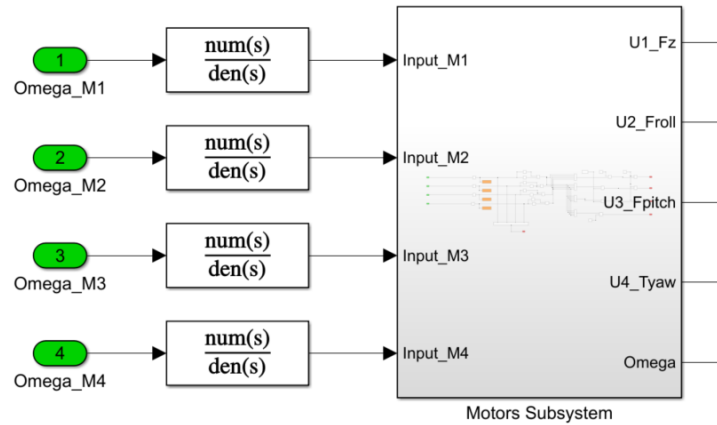 1
Omega_M1
num(s)
den(s)
Input_M1
U1_Fz
2
Omega_M2
num(s)
den(s)
Input_M2
U2_Froll
3
Omega_M3
num(s)
den(s)
Input_M3
U3_Fpitch
4
Omega_M4
num(s)
den(s)
Input_M4
U4_Tyaw
Omega
Motors Subsystem